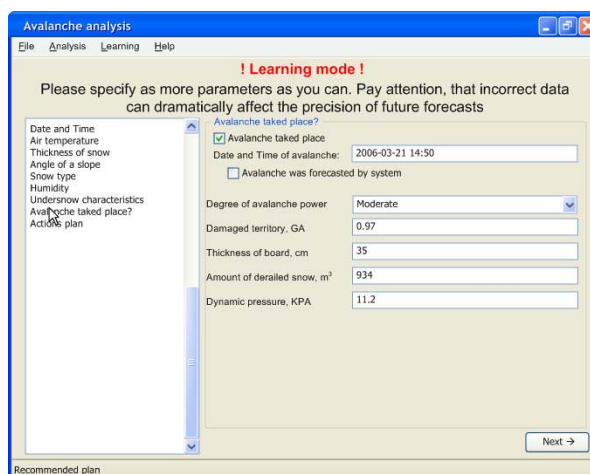 Avalanche analysis
File Analysis Learning Help
! Learning mode !
Please specify as more parameters as you can. Pay attention, that incorrect data
can dramatically affect the precision of future forecasts
Date and Time
Air temperature
Thickness of snow
Angle of a slope
Snow type
Humidity
Undersnow characteristics
Avalanche taked place?
Actions plan
Avalanche taked place?
Avalanche taked place
Date and Time of avalanche: 2006-03-21 14:50
Avalanche was forecasted by system
Degree of avalanche power Moderate
Damaged territory, GA 0.97
Thickness of board, cm 35
Amount of derailed snow, m³ 934
Dynamic pressure, KPA 11.2
Next →
Recommended plan